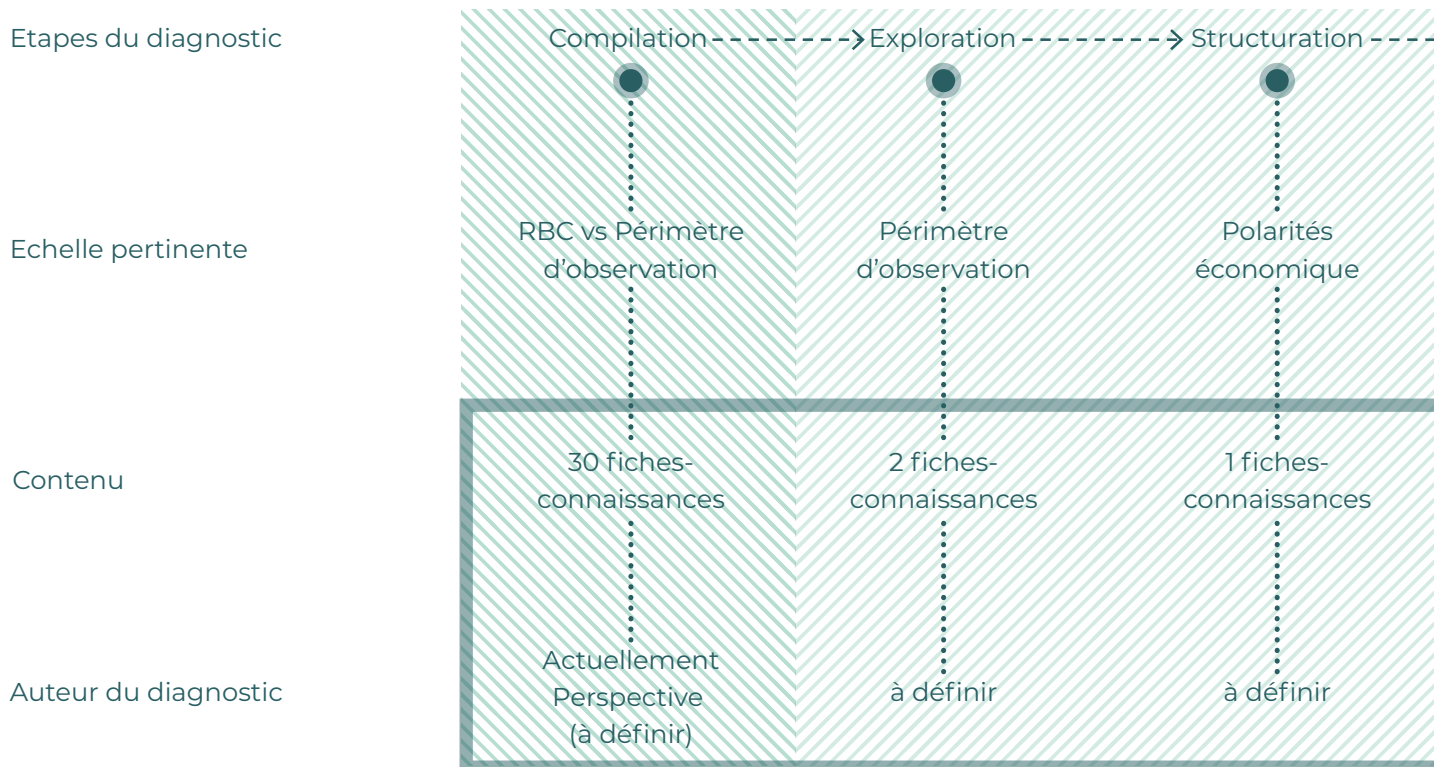 Etapes du diagnostic
Compilation
Exploration
Structuration
Echelle pertinente
RBC vs Périmètre
d’observation
Périmètre
d’observation
Polarités
économique
Contenu
30 fiches-
connaissances
2 fiches-
connaissances
1 fiches-
connaissances
Auteur du diagnostic
Actuellement
Perspective
(à définir)
à définir
à définir